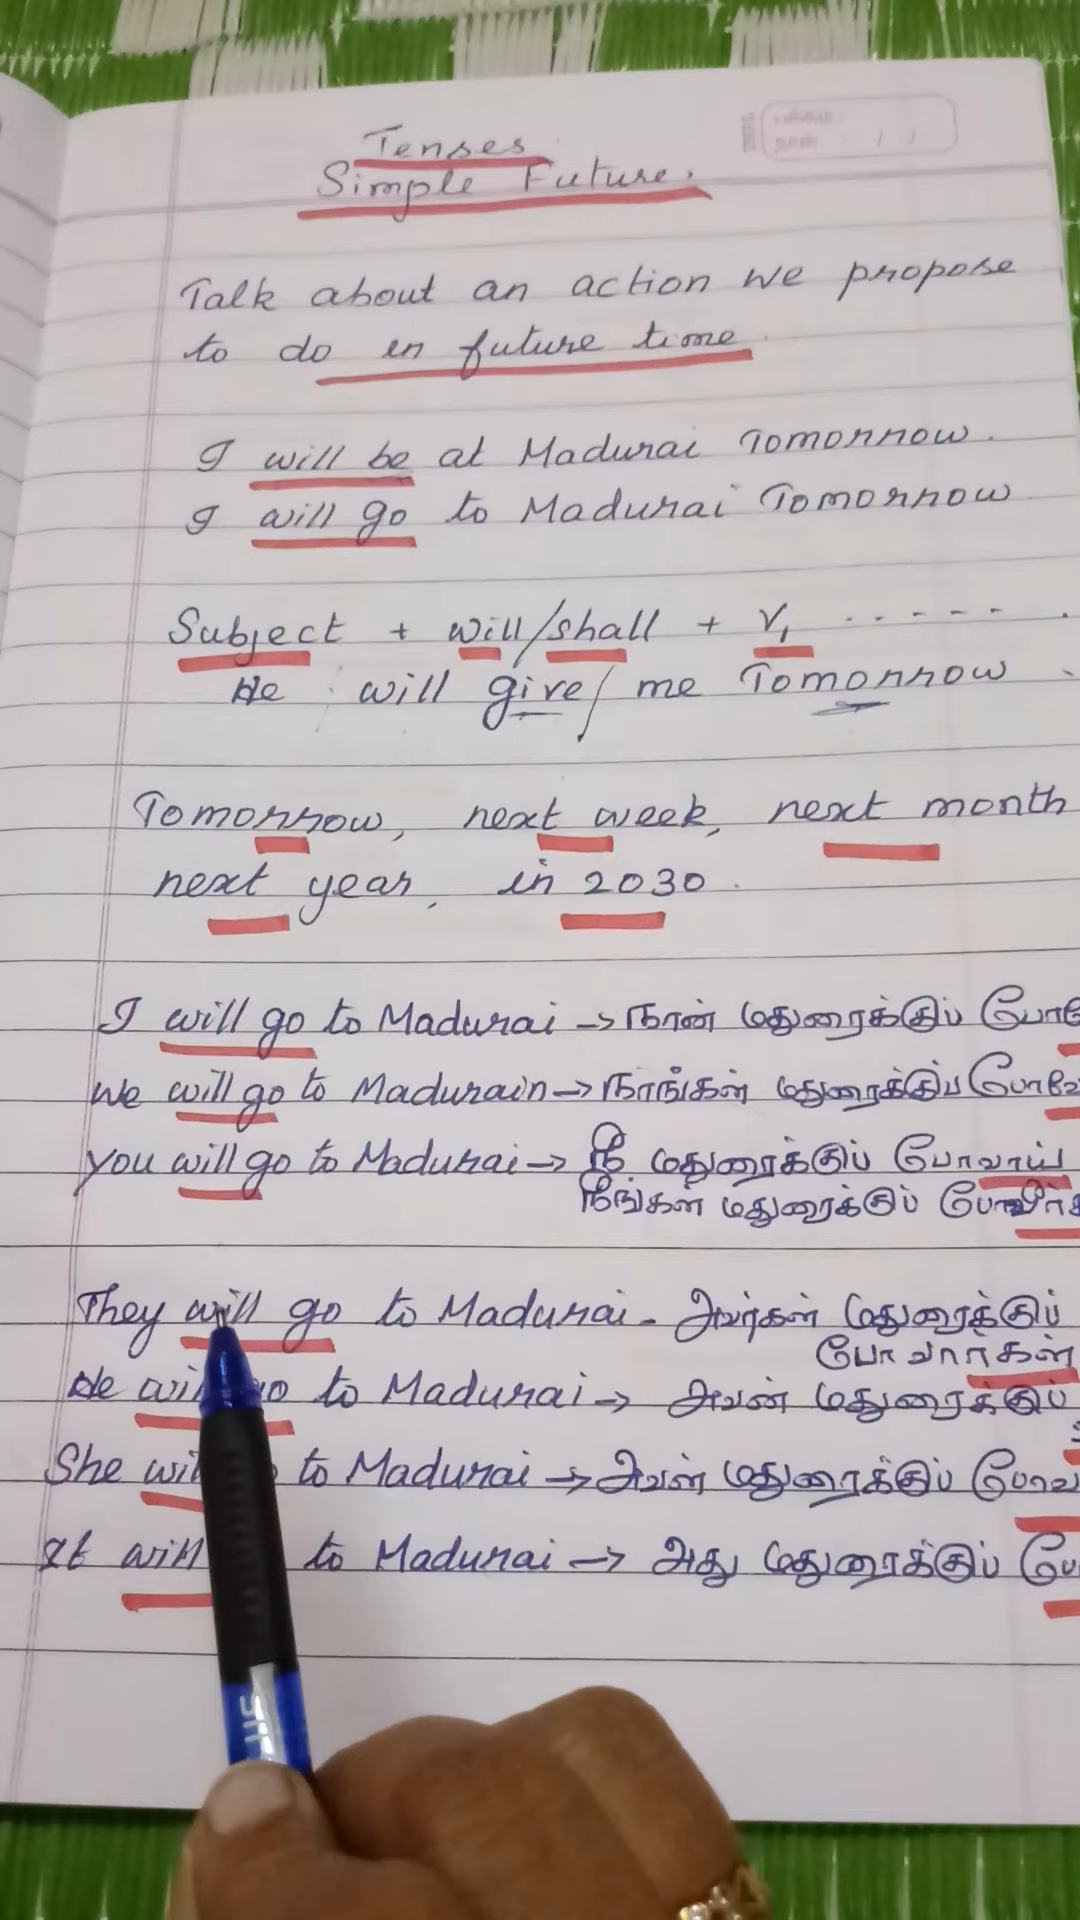 Tenses
Simple Future.
Talk about an action we propose
to do in future time.
I will be at Madurai Tomorrow.
I will go to Madurai Tomorrow
Subject + will/shall + V1 ------ .
He will give/ me Tomorrow
Tomorrow, next week, next month
next year, in 2030.
I will go to Madurai → நான் மதுரைக்குப்
We will go to Madurain → நாங்கள் மதுரைக்குப்
you will go to Madurai → நீ மதுரைக்குப் போவாய்
நீங்கள் மதுரைக்குப்
They will go to Madurai - அவர்கள் மதுரைக்குப்
போவார்கள்
He to Madurai → அவன் மதுரைக்குப்
She to Madurai → அவள் மதுரைக்குப்
It will to Madurai → அது மதுரைக்குப்